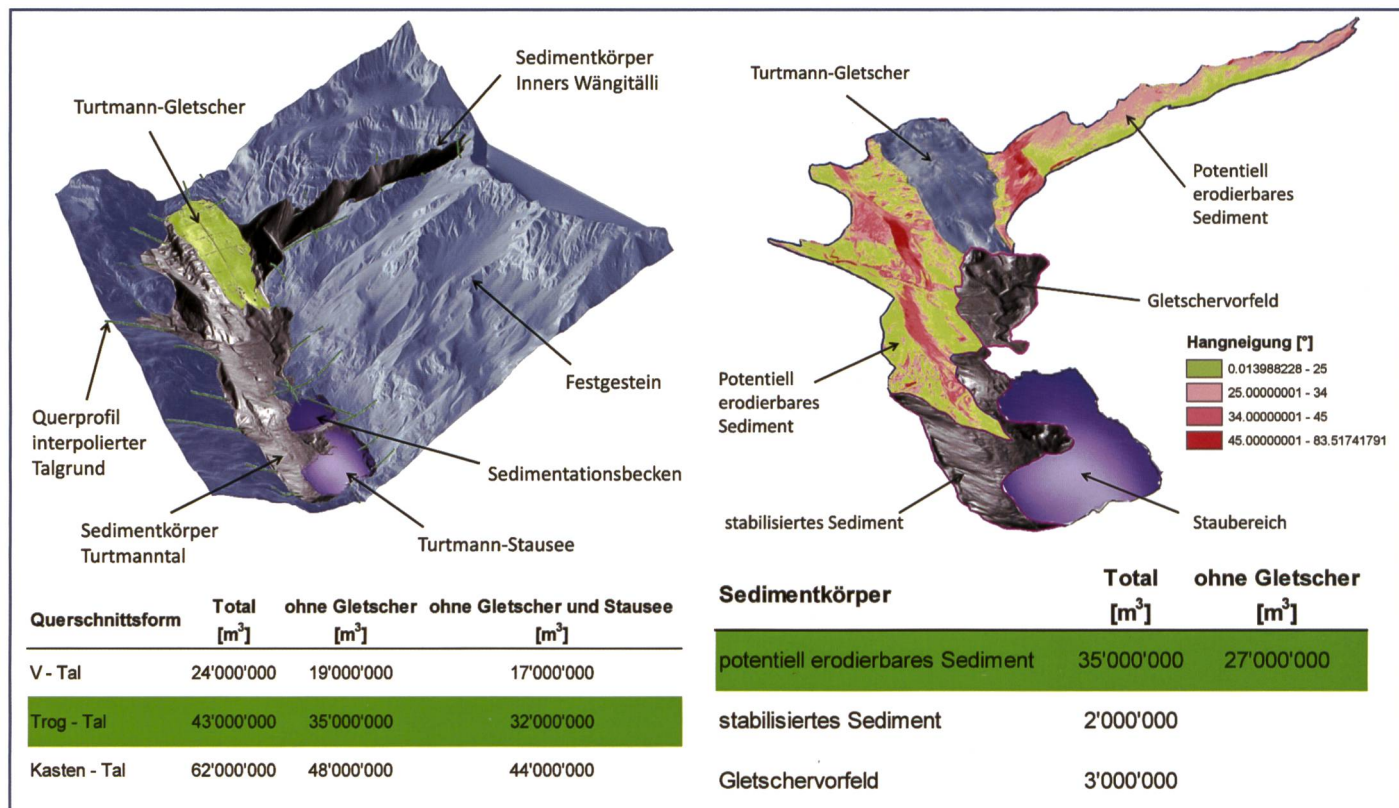 Sedimentkörper
Inners Wängitälli
Turtmann-Gletscher
Querprofil
interpolierter
Talgrund
Festgestein
Sedimentationsbecken
Sedimentkörper
Turtmanntal
Turtmann-Stausee
Querschnittsform Total [m³] ohne Gletscher [m³] ohne Gletscher und Stausee [m³]
V - Tal 24'000'000 19'000'000 17'000'000
Trog - Tal 43'000'000 35'000'000 32'000'000
Kasten - Tal 62'000'000 48'000'000 44'000'000
Turtmann-Gletscher
Potentiell
erodierbares
Sediment
Gletschervorfeld
Hangneigung [°]
0.013988228 - 25
25.00000001 - 34
34.00000001 - 45
45.00000001 - 83.51741791
Potentiell
erodierbares
Sediment
stabilisiertes Sediment
Staubereich
Sedimentkörper Total [m³] ohne Gletscher [m³]
potentiell erodierbares Sediment 35'000'000 27'000'000
stabilisiertes Sediment 2'000'000
Gletschervorfeld 3'000'000